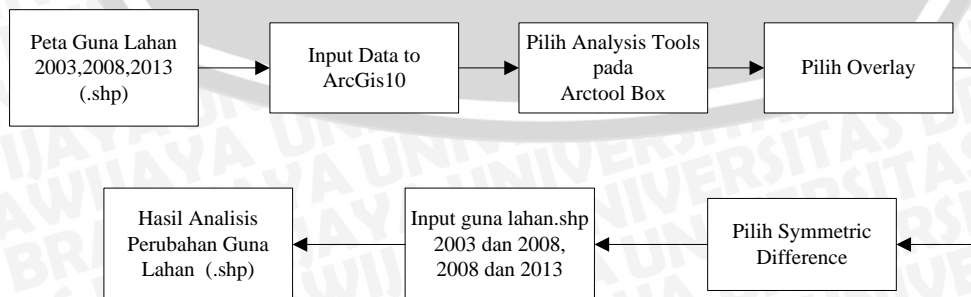 Peta Guna Lahan
2003,2008,2013
(.shp)
Input Data to
ArcGis10
Pilih Analysis Tools
pada
Arctool Box
Pilih Overlay
Pilih Symmetric
Difference
Input guna lahan.shp
2003 dan 2008,
2008 dan 2013
Hasil Analisis
Perubahan Guna
Lahan (.shp)